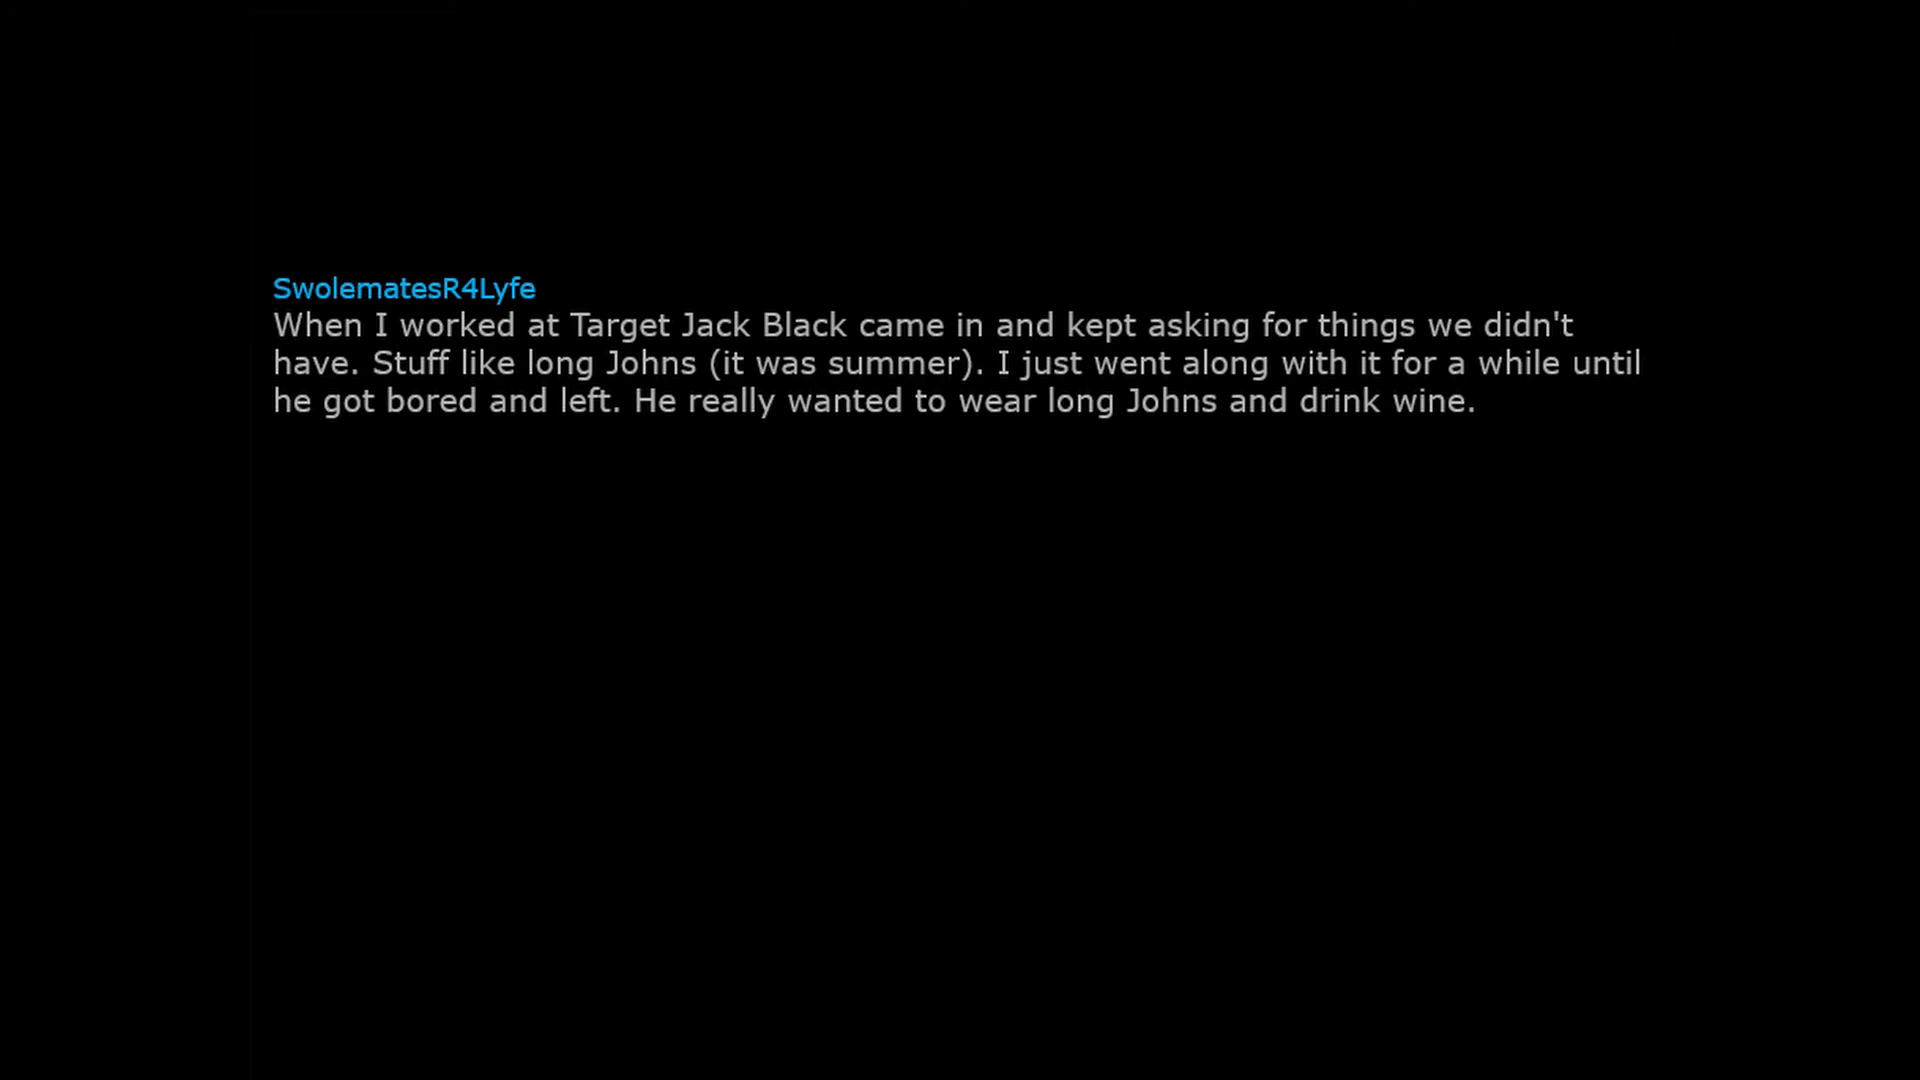 SwolematesR4Lyfe
When I worked at Target Jack Black came in and kept asking for things we didn't
have. Stuff like long Johns (it was summer). I just went along with it for a while until
he got bored and left. He really wanted to wear long Johns and drink wine.